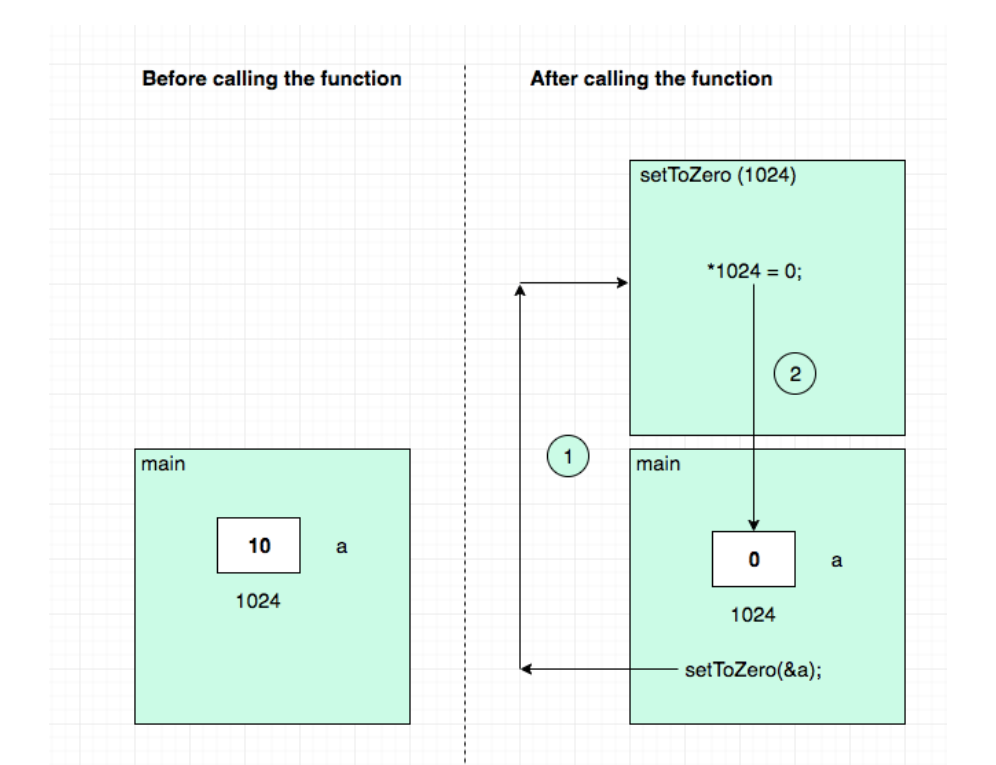 Before calling the function
main
10
a
1024
After calling the function
setToZero (1024)
*1024 = 0;
2
1
main
0
a
1024
setToZero(&a);